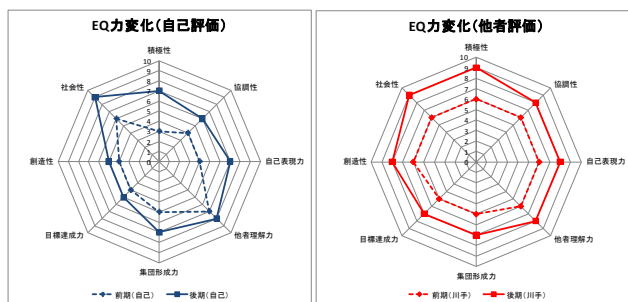 EQ力変化(自己評価)
積極性
協調性
自己表現力
他者理解力
集団形成力
目標達成力
創造性
社会性
10
9
8
7
6
5
4
3
2
1
0
前期(自己)
後期(自己)
EQ力変化(他者評価)
積極性
協調性
自己表現力
他者理解力
集団形成力
目標達成力
創造性
社会性
10
9
8
7
6
5
4
3
2
1
0
前期(川手)
後期(川手)